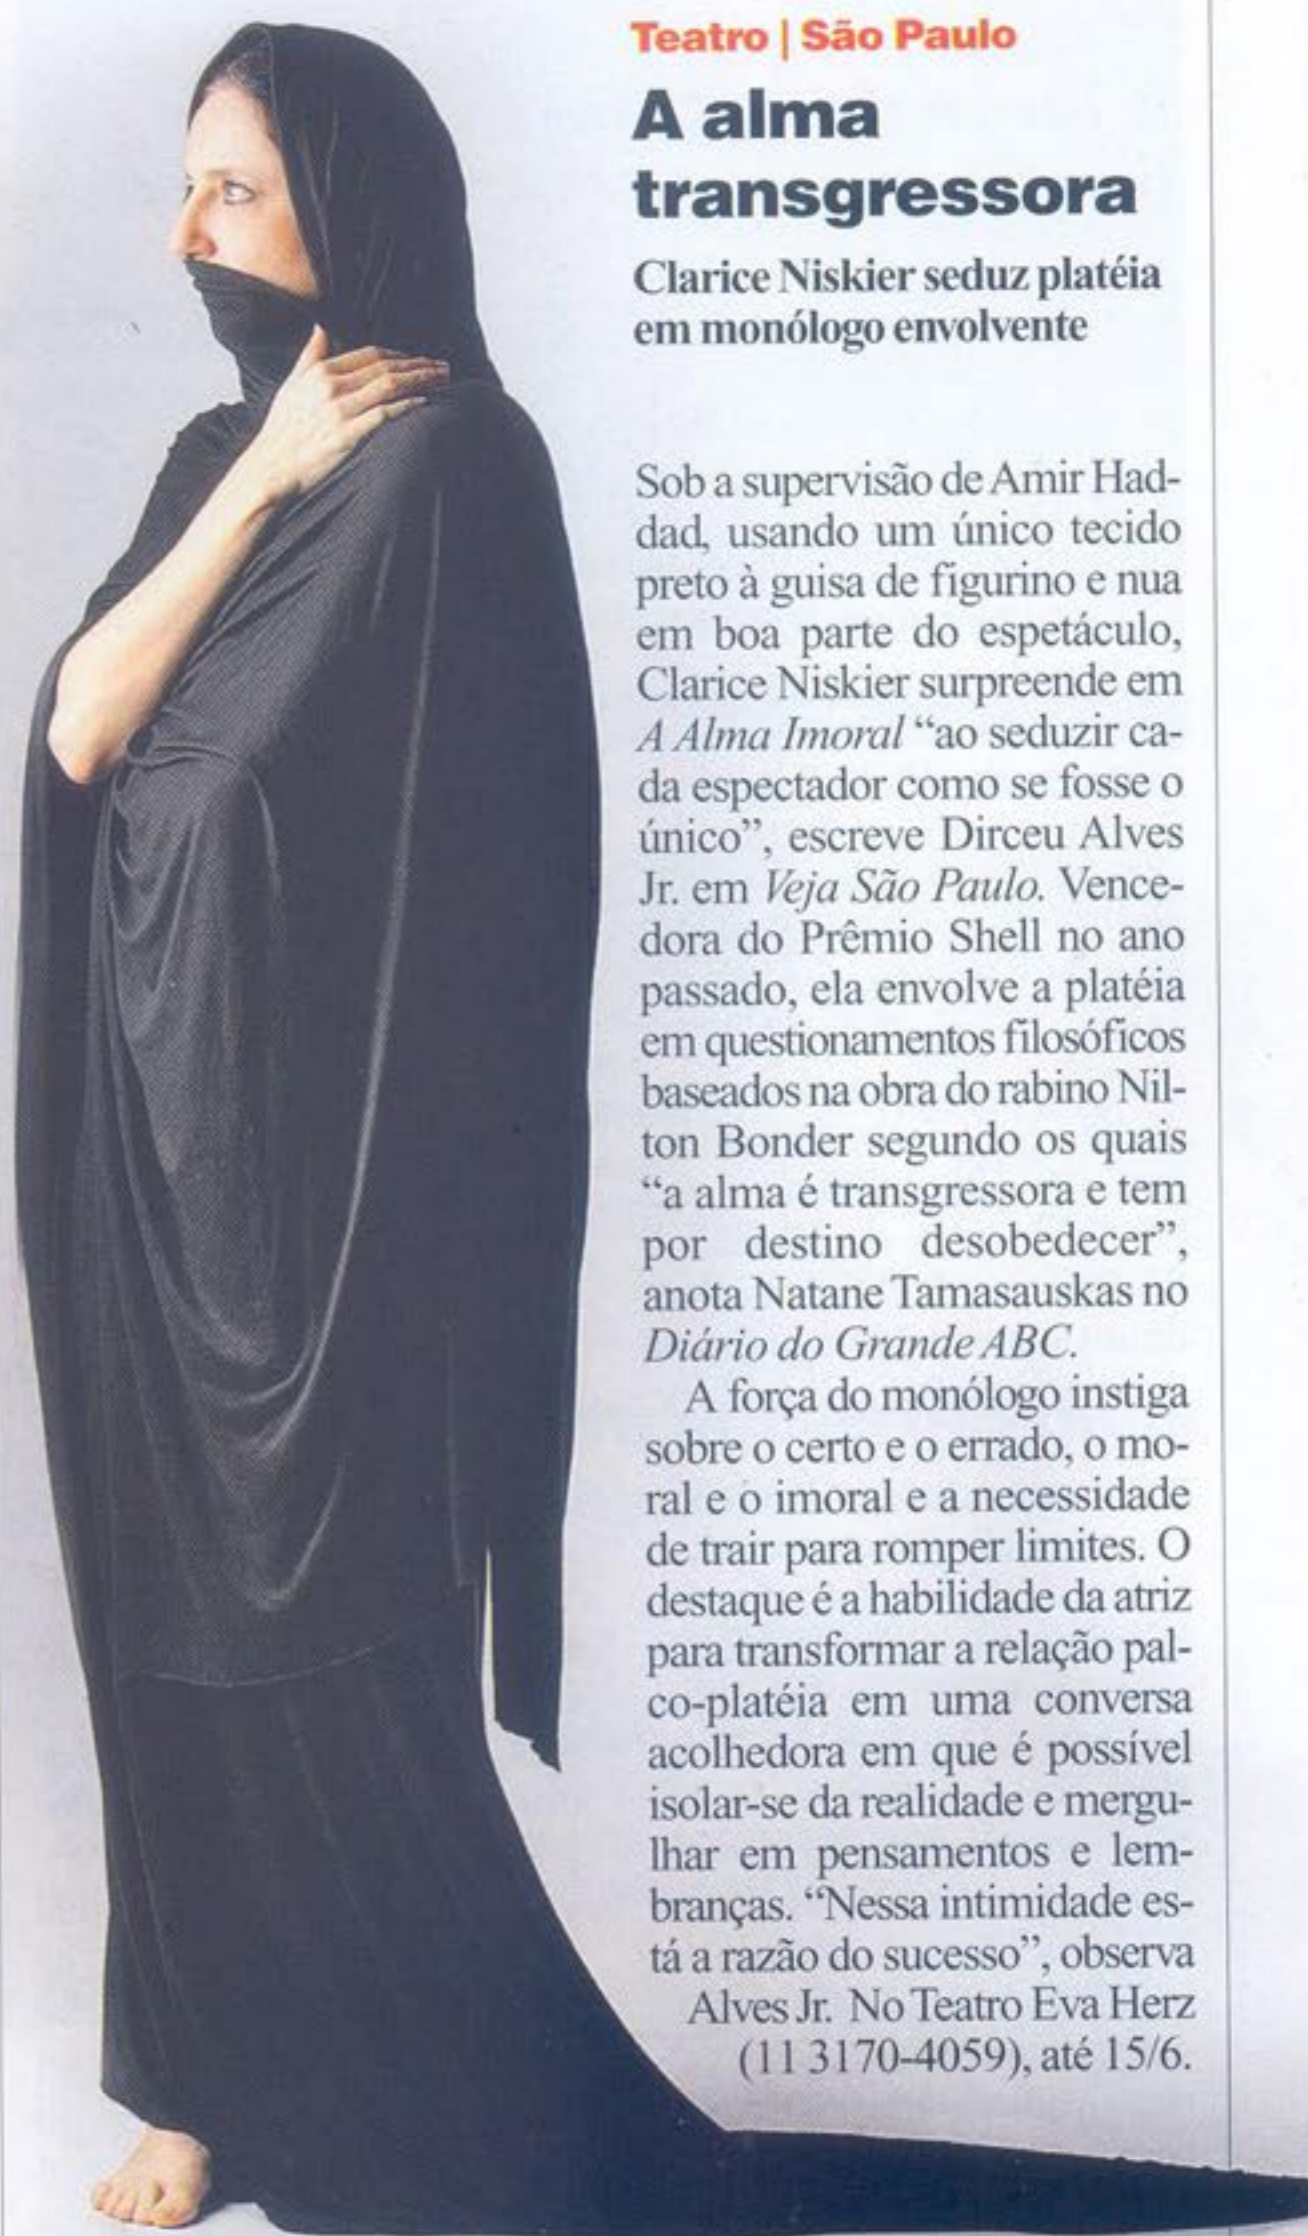 Teatro | São Paulo
A alma
transgressora
Clarice Niskier seduz platéia
em monólogo envolvente
Sob a supervisão de Amir Had-
dad, usando um único tecido
preto à guisa de figurino e nua
em boa parte do espetáculo,
Clarice Niskier surpreende em
A Alma Imoral “ao seduzir ca-
da espectador como se fosse o
único”, escreve Dirceu Alves
Jr. em Veja São Paulo. Vence-
dora do Prêmio Shell no ano
passado, ela envolve a platéia
em questionamentos filosóficos
baseados na obra do rabino Nil-
ton Bonder segundo os quais
“a alma é transgressora e tem
por destino desobedecer”,
anota Natane Tamasauskas no
Diário do Grande ABC.
A força do monólogo instiga
sobre o certo e o errado, o mo-
ral e o imoral e a necessidade
de trair para romper limites. O
destaque é a habilidade da atriz
para transformar a relação pal-
co-platéia em uma conversa
acolhedora em que é possível
isolar-se da realidade e mergu-
lhar em pensamentos e lem-
branças. “Nessa intimidade es-
tá a razão do sucesso”, observa
Alves Jr. No Teatro Eva Herz
(11 3170-4059), até 15/6.